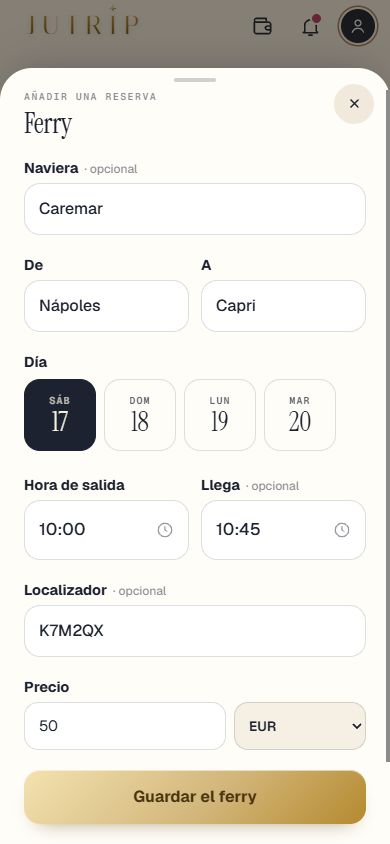 JUTRIP
AÑADIR UNA RESERVA
Ferry
Naviera · opcional
Caremar
De
A
Nápoles
Capri
Día
SÁB
17
DOM
18
LUN
19
MAR
20
Hora de salida
Llega · opcional
10:00
10:45
Localizador · opcional
K7M2QX
Precio
50
EUR
Guardar el ferry